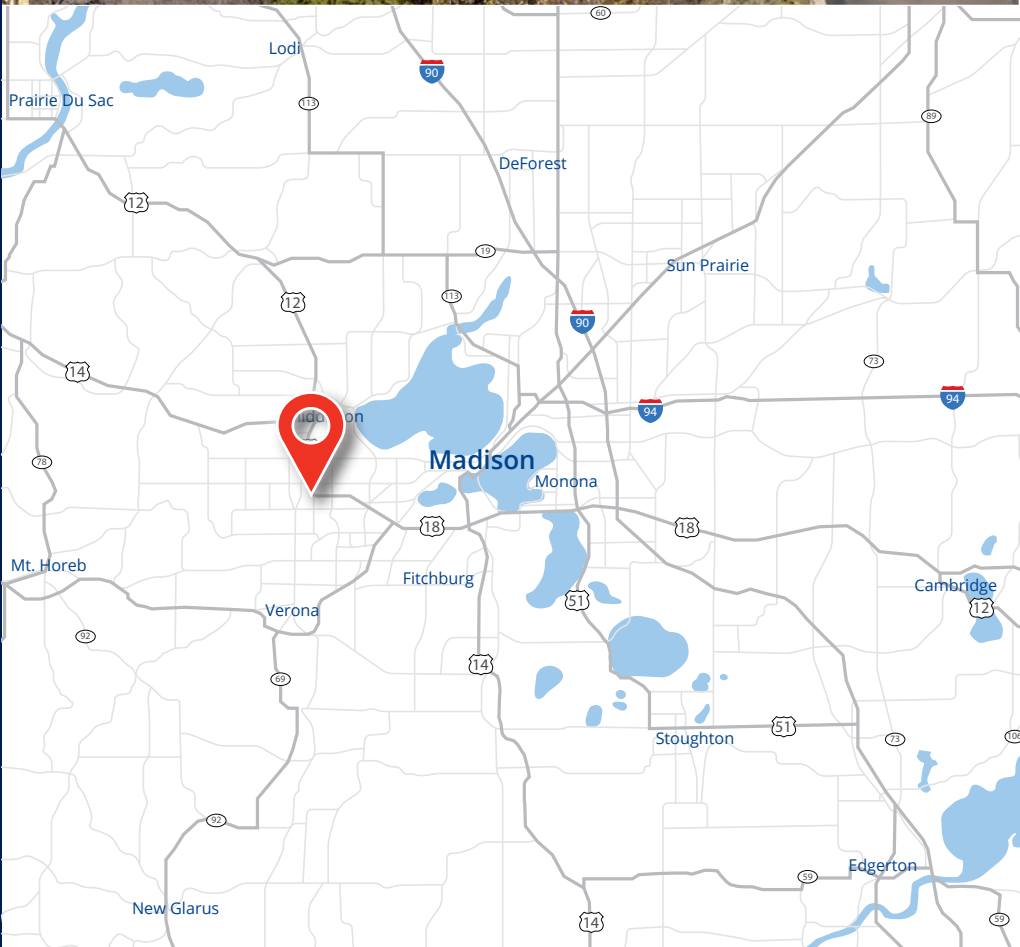 60
Lodi
90
Prairie Du Sac
113
89
DeForest
12
19
Sun Prairie
12
113
90
73
14
94
94
78
Madison
Monona
18
18
Mt. Horeb
Fitchburg
Cambridge
51
12
Verona
92
14
69
51
Stoughton
73
106
92
Edgerton
59
New Glarus
14
59